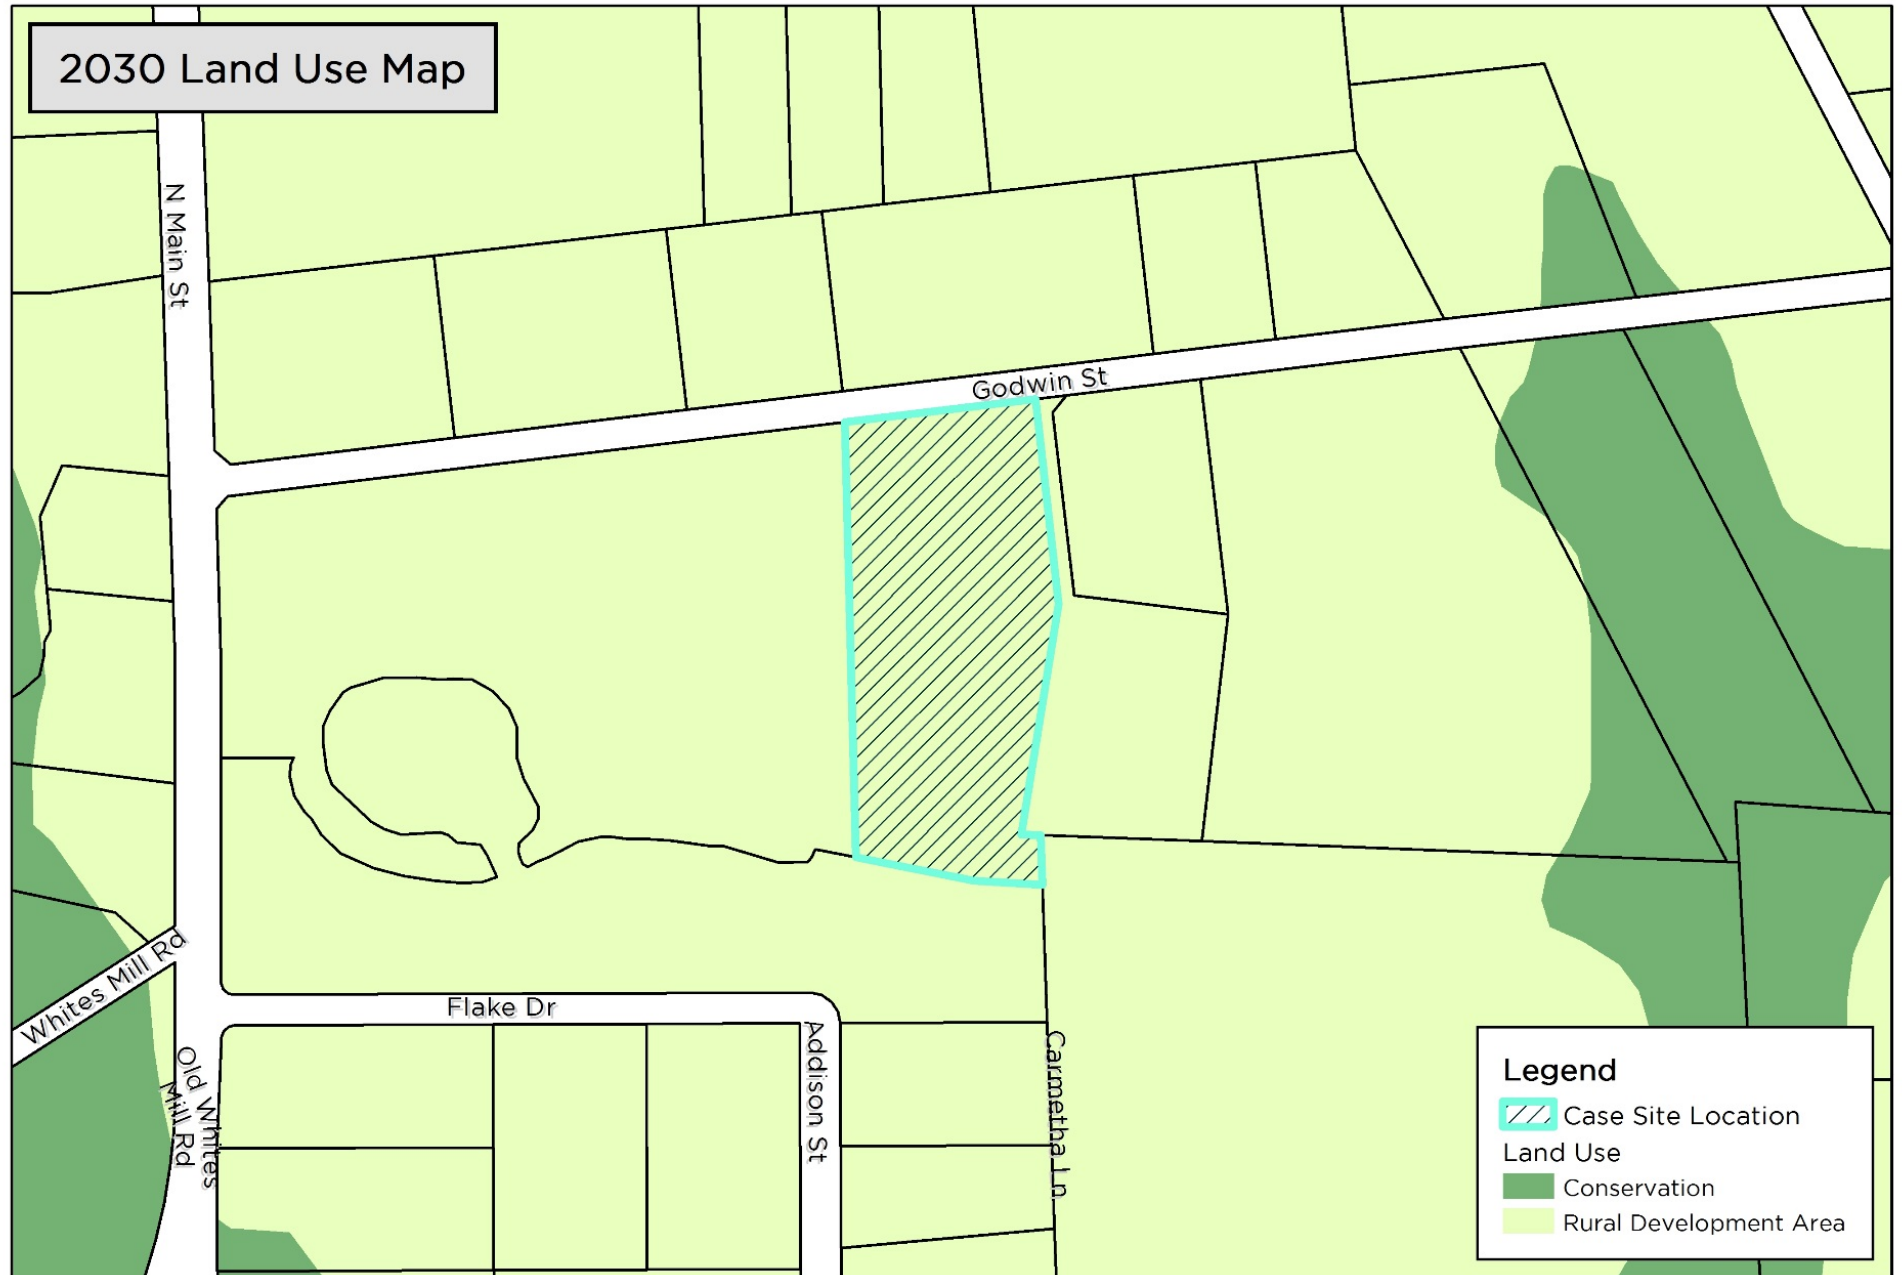 2030 Land Use Map
N Main St
Godwin St
Whites Mill Rd
Flake Dr
Old Whites
Mill Rd
Addison St
Carmetha Ln
Legend
Case Site Location
Land Use
Conservation
Rural Development Area